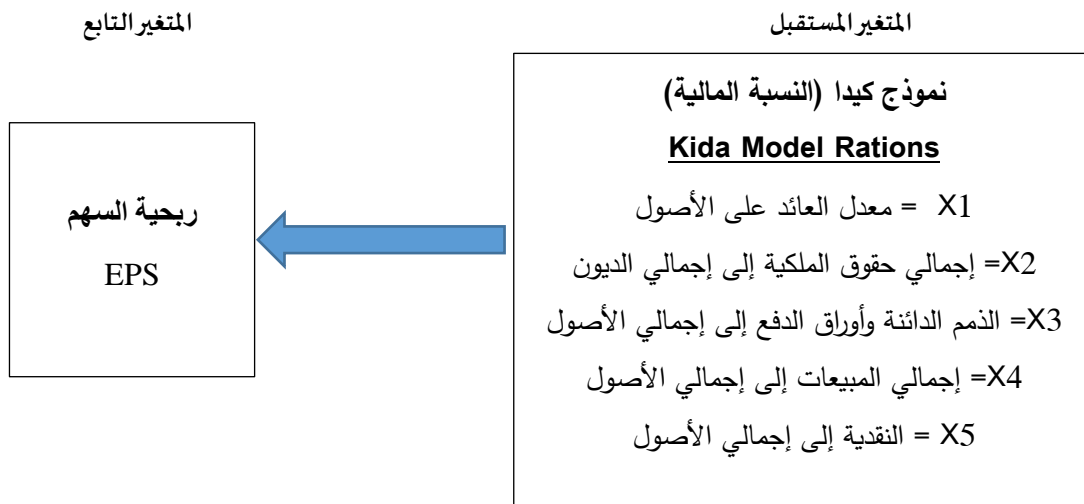 المتغير المستقبل
المتغير التابع
نموذج كيدا (النسبة المالية)
Kida Model Rations
X1 = معدل العائد على الأصول
X2= إجمالي حقوق الملكية إلى إجمالي الديون
X3= الذمم الدائنة وأوراق الدفع إلى إجمالي الأصول
X4= إجمالي المبيعات إلى إجمالي الأصول
X5 = النقدية إلى إجمالي الأصول
ربحية السهم
EPS